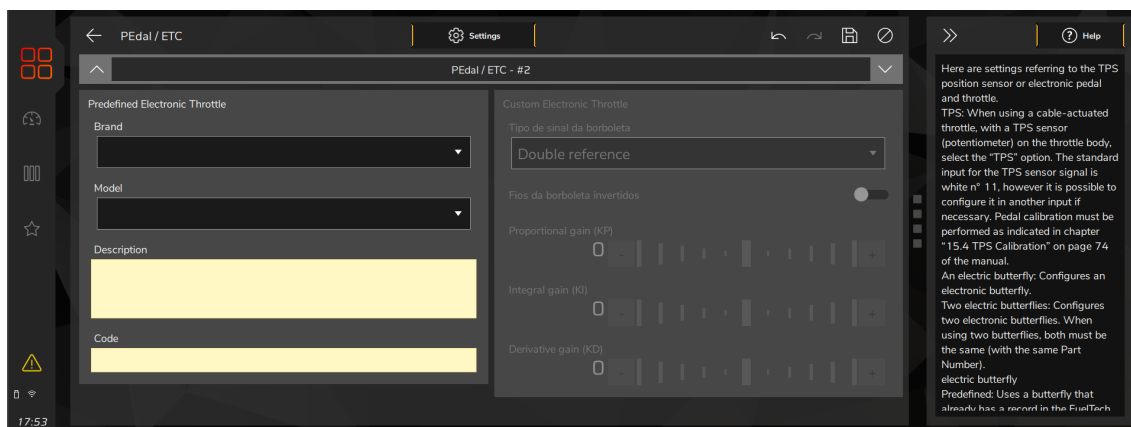 PEdal / ETC
Settings
Help
PEdal / ETC - #2
Predefined Electronic Throttle
Brand
Model
Description
Code
Custom Electronic Throttle
Tipo de sinal da borboleta
Double reference
Fios da borboleta invertidos
Proportional gain (KP)
0
-
+
Integral gain (KI)
0
-
+
Derivative gain (KD)
0
-
+
17:53
Here are settings referring to the TPS
position sensor or electronic pedal
and throttle.
TPS: When using a cable-actuated
throttle, with a TPS sensor
(potentiometer) on the throttle body,
select the “TPS” option. The standard
input for the TPS sensor signal is
white n° 11, however it is possible to
configure it in another input if
necessary. Pedal calibration must be
performed as indicated in chapter
“15.4 TPS Calibration” on page 74
of the manual.
An electric butterfly: Configures an
electronic butterfly.
Two electric butterflies: Configures
two electronic butterflies. When
using two butterflies, both must be
the same (with the same Part
Number).
electric butterfly
Predefined: Uses a butterfly that
already has a record in the FuelTech